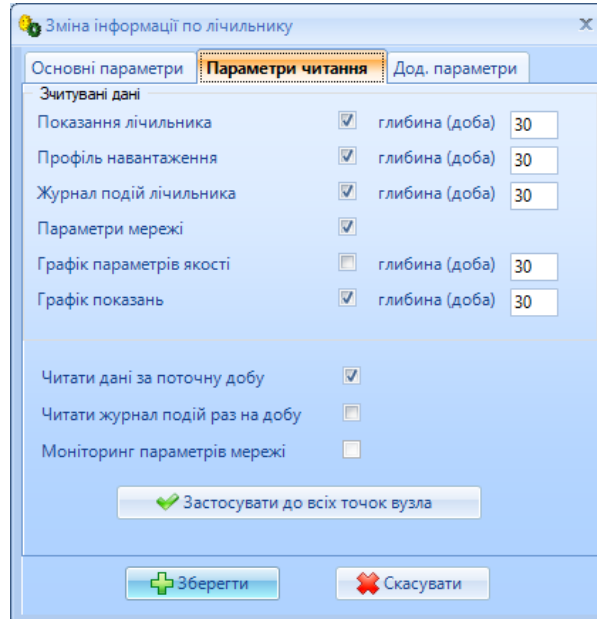 Зміна інформації по лічильнику
Основні параметри Параметри читання Дод. параметри
Зчитувані дані
Показання лічильника глибина (доба) 30
Профіль навантаження глибина (доба) 30
Журнал подій лічильника глибина (доба) 30
Параметри мережі
Графік параметрів якості глибина (доба) 30
Графік показань глибина (доба) 30
Читати дані за поточну добу
Читати журнал подій раз на добу
Моніторинг параметрів мережі
Застосувати до всіх точок вузла
Зберегти Скасувати